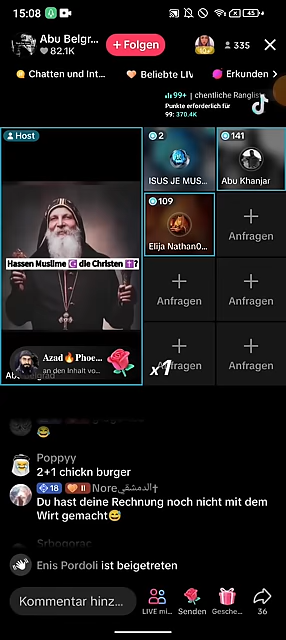 15:08
45
Abu Belgr...
82.1K
+ Folgen
10+
335
Chatten und Int...
Beliebte LIV
Erkunden
99+ | chentliche Ranglist
Punkte erforderlich für
99: 370.4K
Host
2
141
ISUS JE MUS...
Abu Khanjar
Hassen Muslime ☪ die Christen ✝?
109
Elija Nathan0...
Anfragen
Anfragen
Anfragen
Anfragen
Anfragen
x1
Azad🔥Phoe...
an den Inhalt vo...
😅
Poppyy
2+1 chickn burger
18 II Nore الدمشقي✝
Du hast deine Rechnung noch nicht mit dem
Wirt gemacht😅
Enis Pordoli ist beigetreten
Kommentar hinz...
LIVE mi...
Senden
Gesche...
36